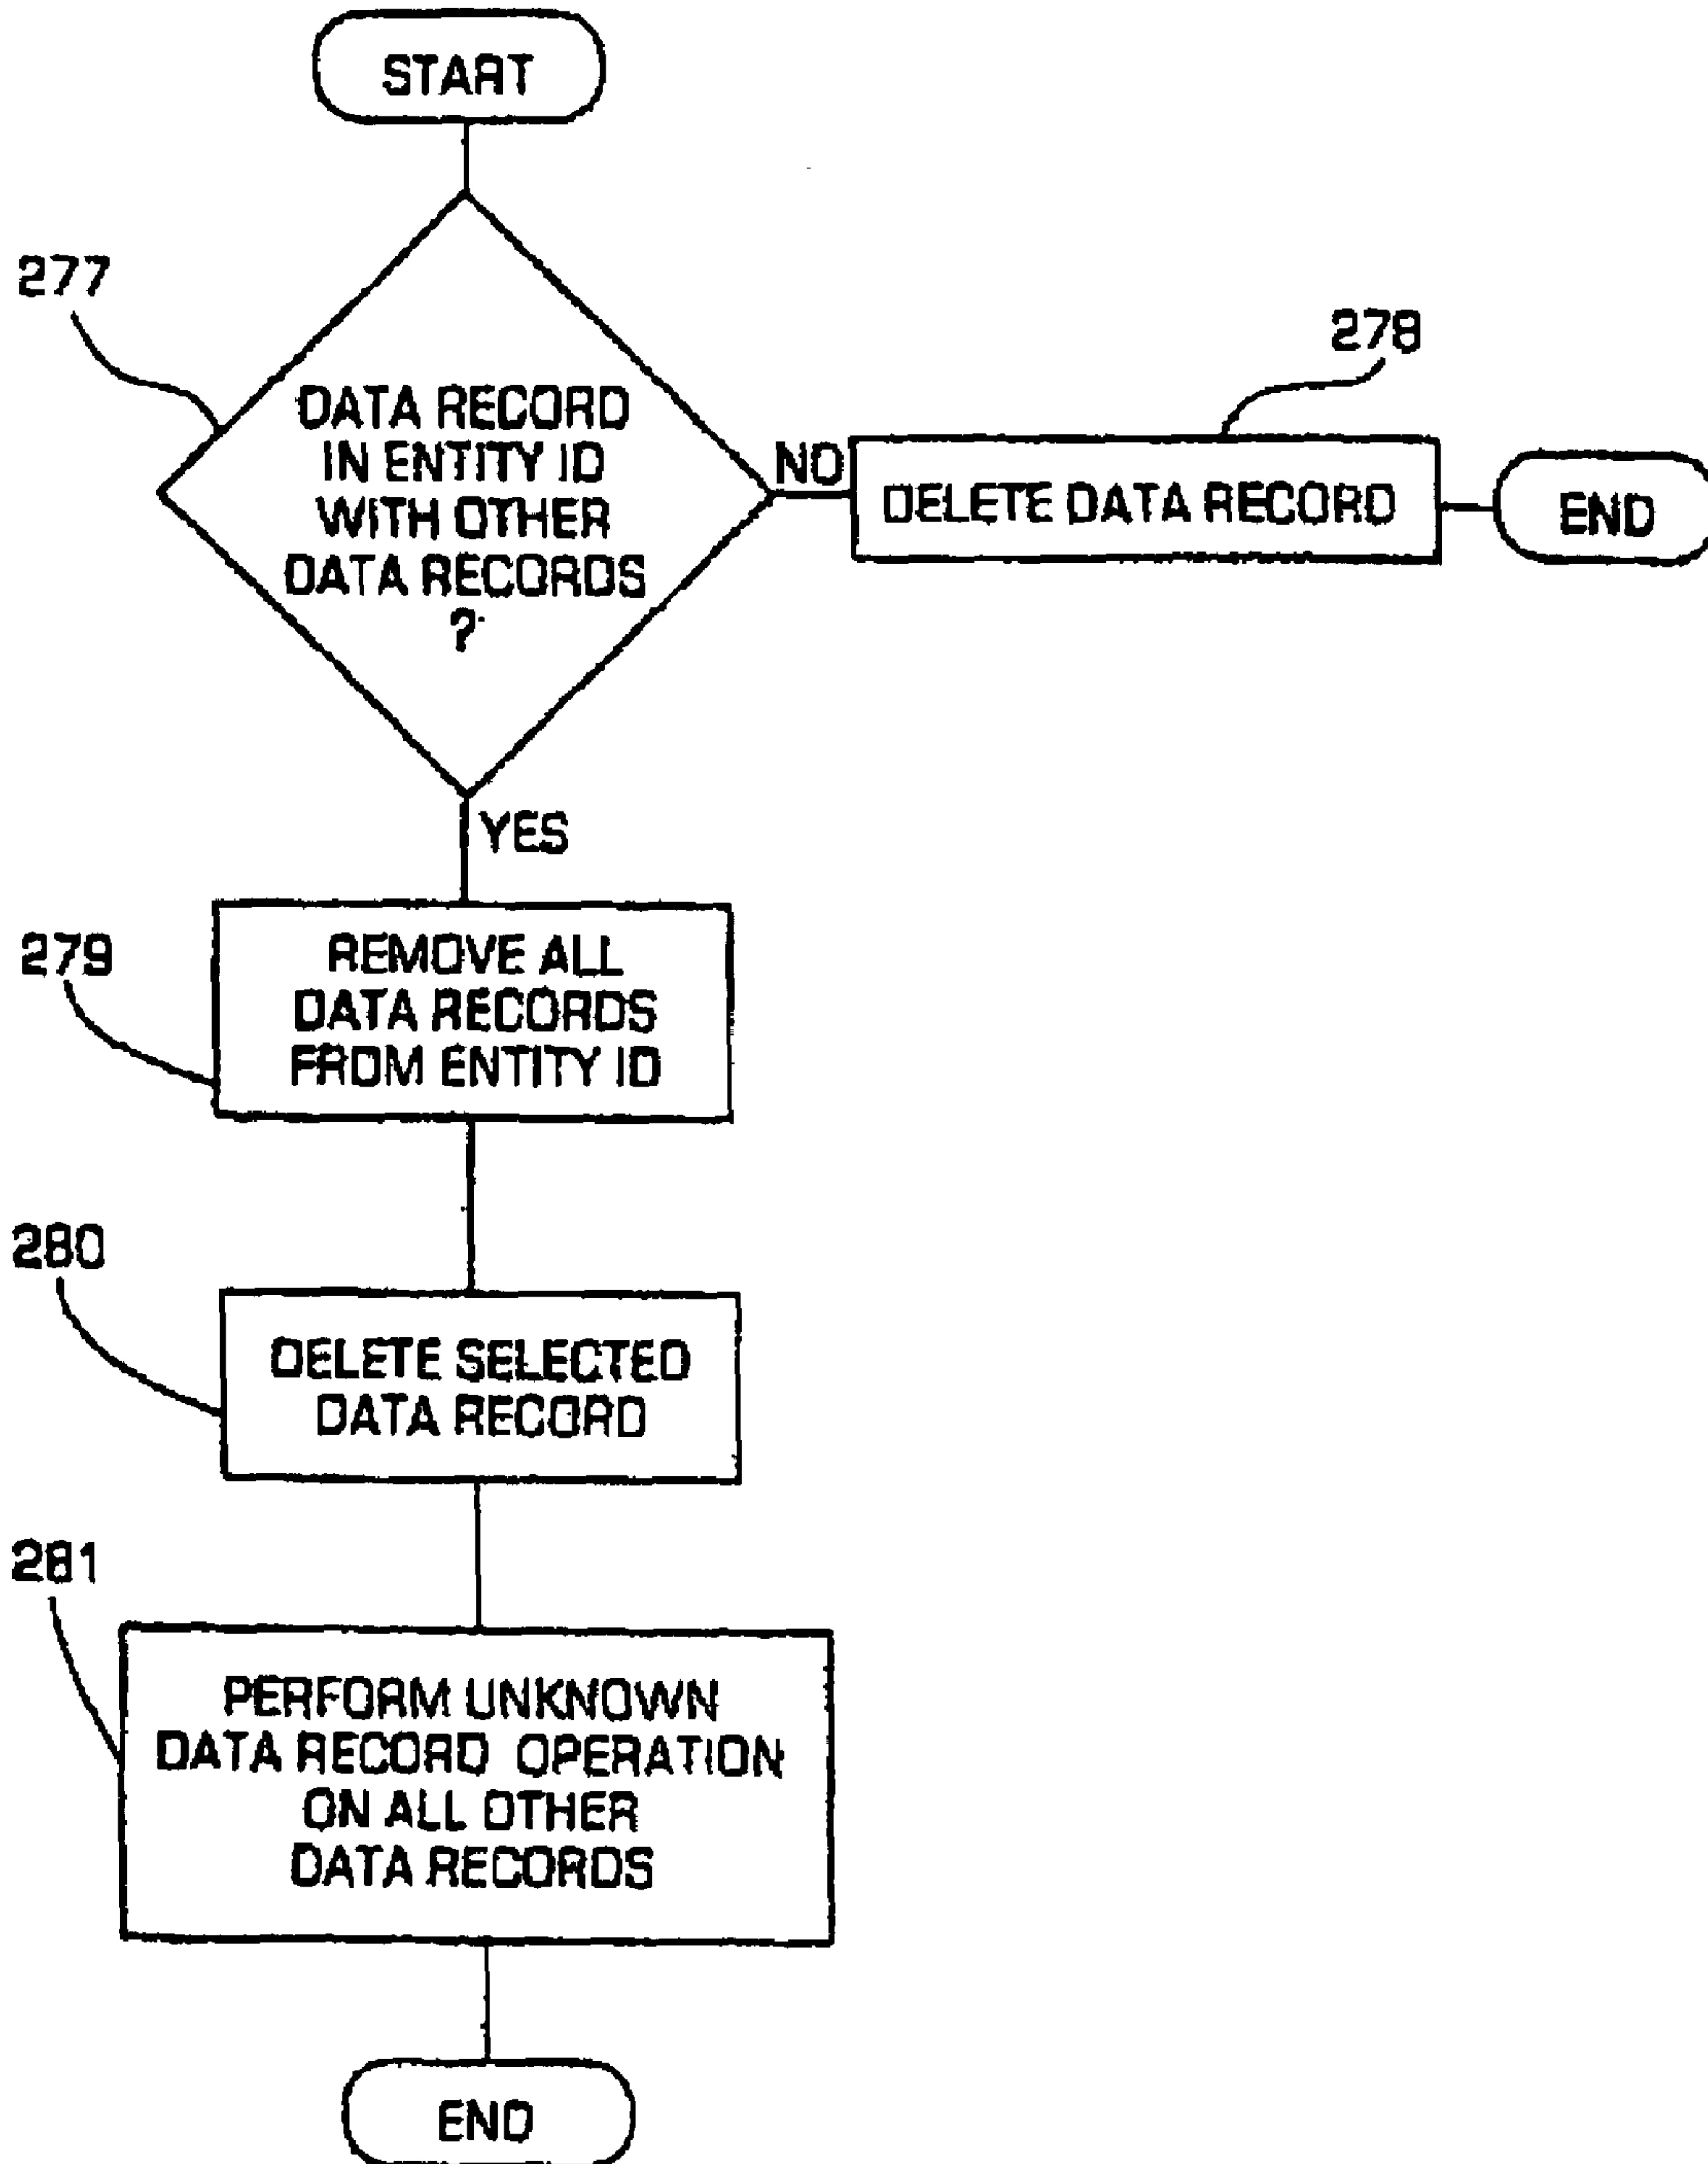 START
277
DATA RECORD
IN ENTITY ID
WITH OTHER
DATA RECORDS
?
NO
278
DELETE DATA RECORD
END
YES
279
REMOVE ALL
DATA RECORDS
FROM ENTITY ID
280
DELETE SELECTED
DATA RECORD
281
PERFORM UNKNOWN
DATA RECORD OPERATION
ON ALL OTHER
DATA RECORDS
END